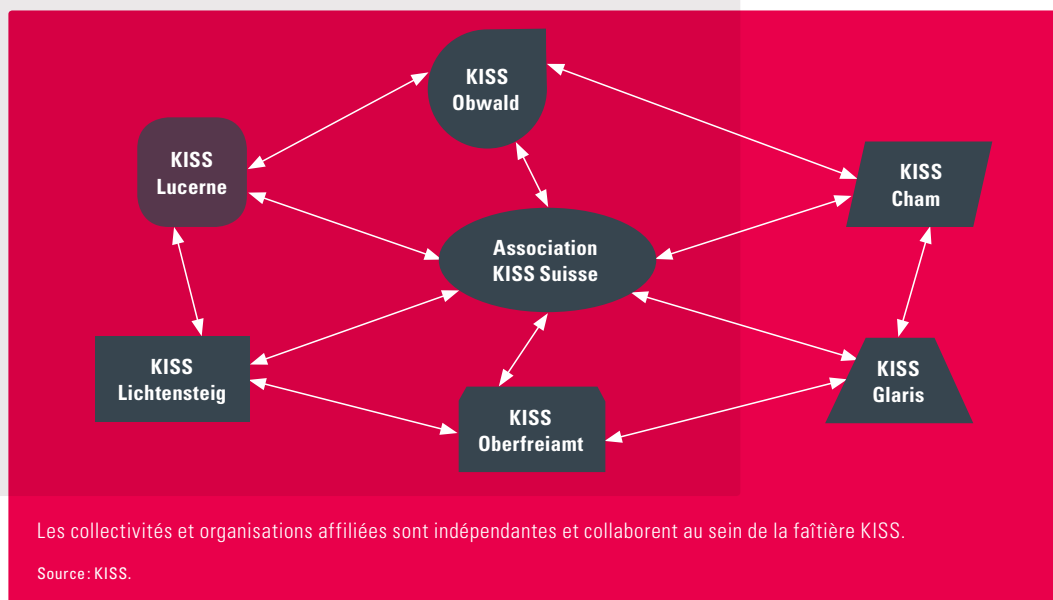 KISS
Obwald
KISS
Lucerne
KISS
Cham
Association
KISS Suisse
KISS
Lichtensteig
KISS
Oberfreiamt
KISS
Glaris
Les collectivités et organisations affiliées sont indépendantes et collaborent au sein de la faîtière KISS.
Source: KISS.